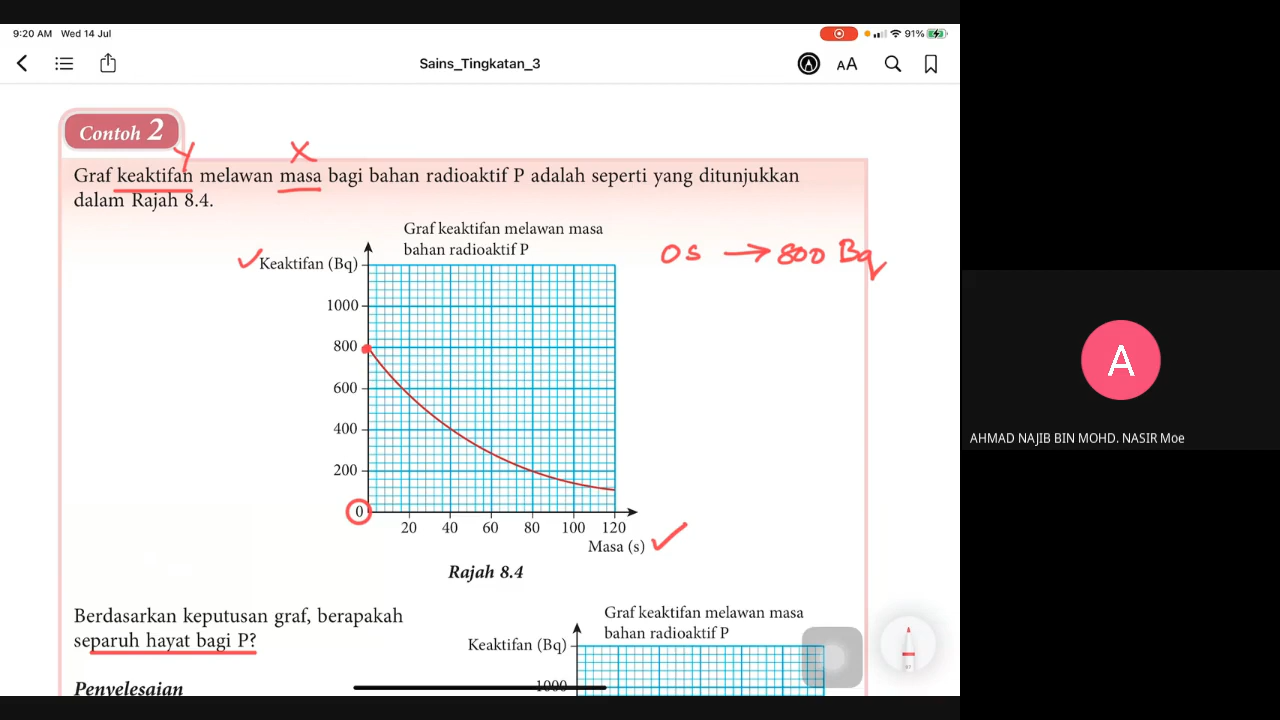 9:20 AM Wed 14 Jul
91%
Sains_Tingkatan_3
AA
Contoh 2
Y X
Graf keaktifan melawan masa bagi bahan radioaktif P adalah seperti yang ditunjukkan
dalam Rajah 8.4.
Graf keaktifan melawan masa
bahan radioaktif P
Keaktifan (Bq)
0s → 800 Bq
1000
800
600
400
200
0
20 40 60 80 100 120
Masa (s)
Rajah 8.4
Berdasarkan keputusan graf, berapakah
separuh hayat bagi P?
Graf keaktifan melawan masa
bahan radioaktif P
Keaktifan (Bq)
1000
Penyelesaian
A
AHMAD NAJIB BIN MOHD. NASIR Moe